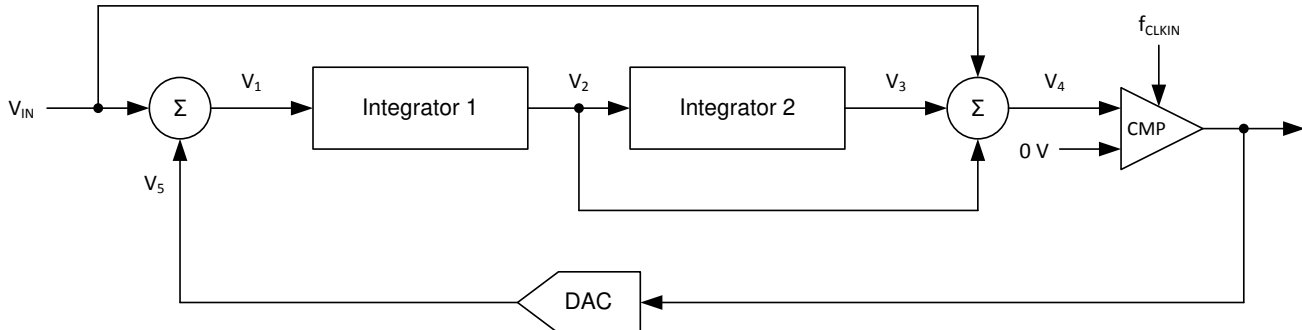 f_CLKIN
V_1
V_2
V_3
V_4
V_IN
Σ
Integrator 1
Integrator 2
Σ
CMP
0 V
V_5
DAC